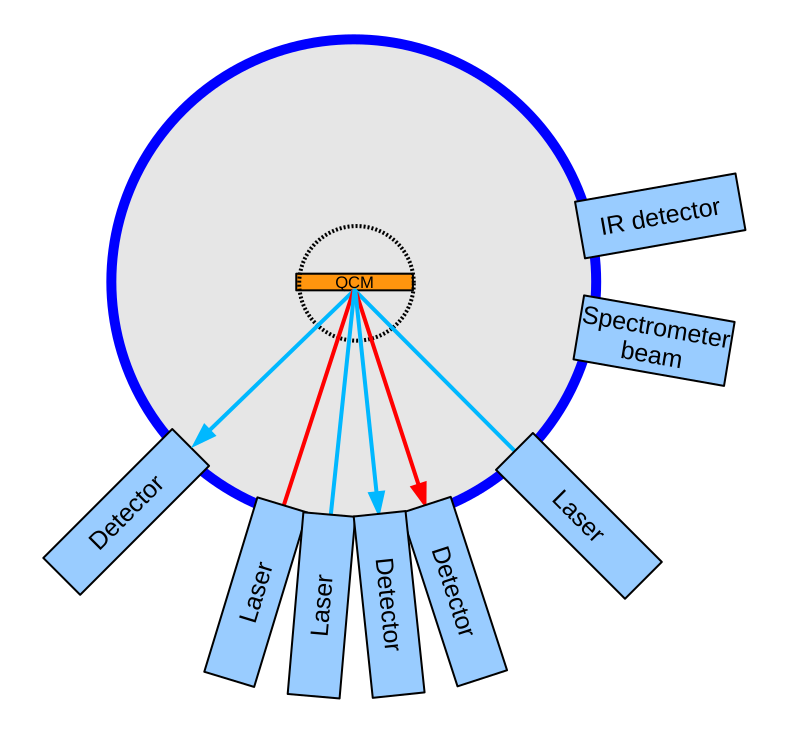 IR detector
QCM
Spectrometer
beam
Detector
Laser
Laser
Laser
Detector
Detector